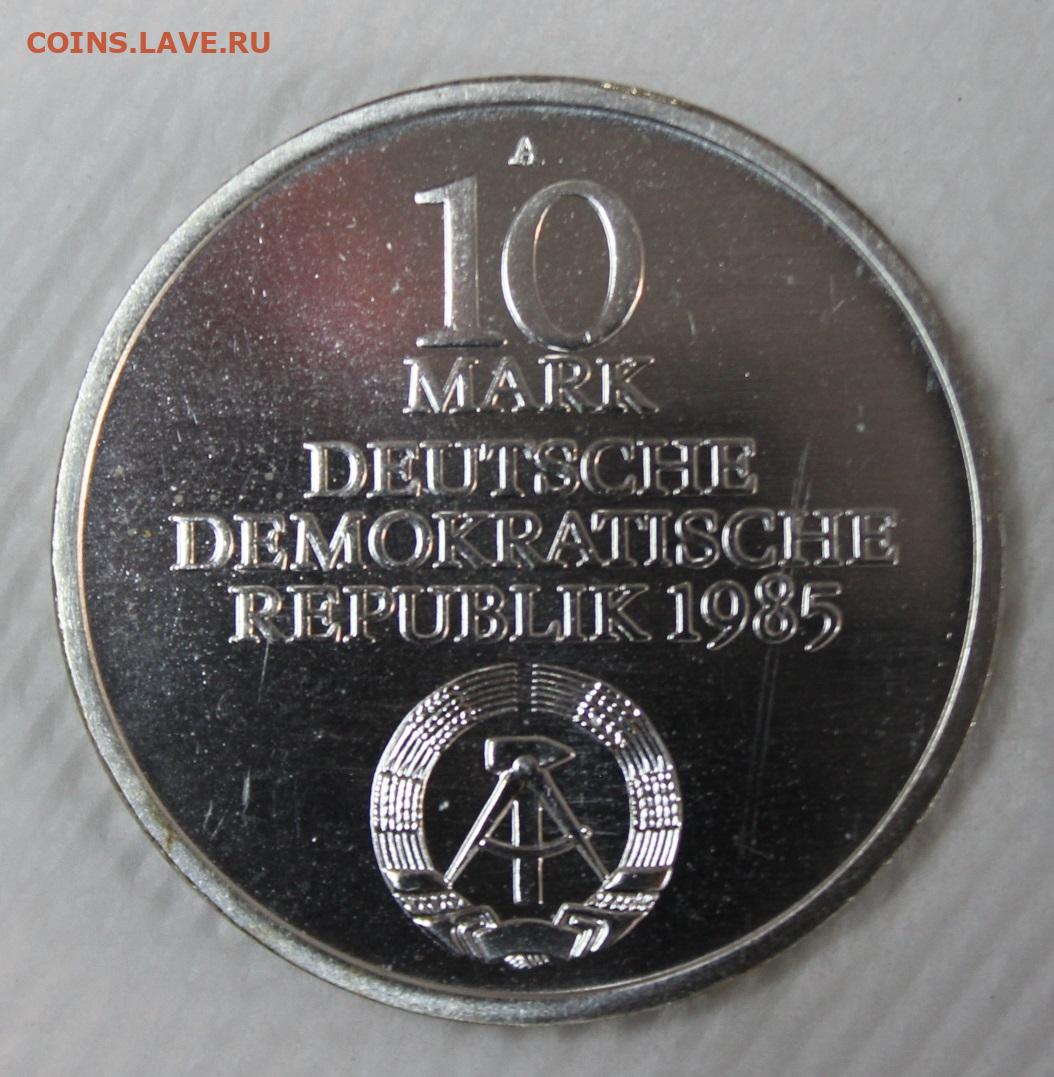 COINS.LAVE.RU
A
10
MARK
DEUTSCHE
DEMOKRATISCHE
REPUBLIK 1985